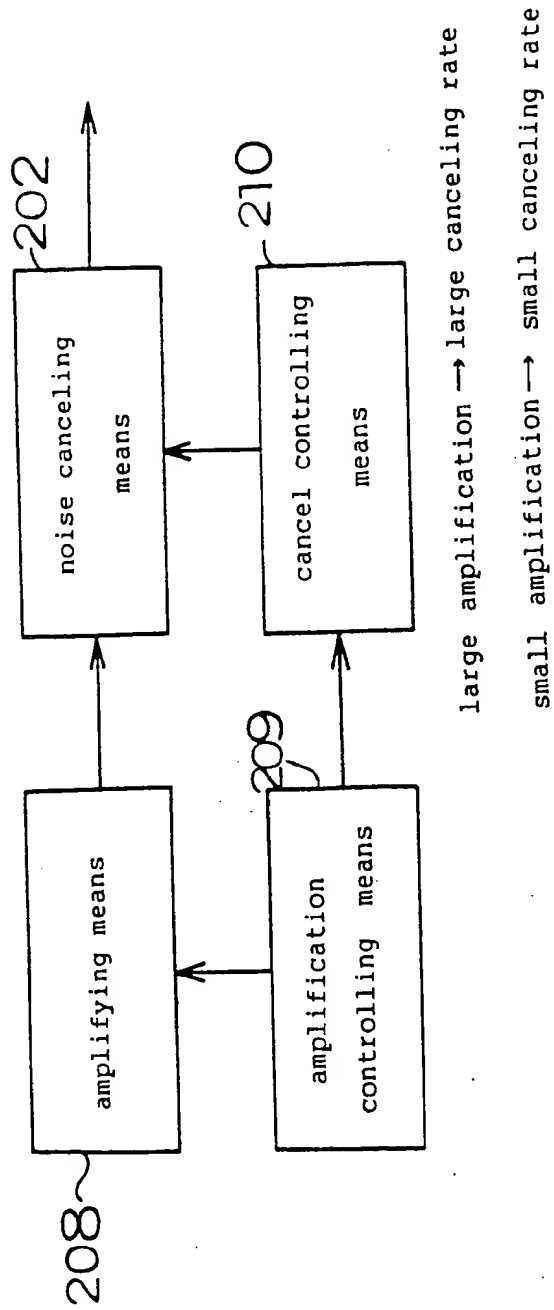 208
amplifying means
202
noise canceling
means
209
amplification
controlling means
210
cancel controlling
means
large amplification → large canceling rate
small amplification → small canceling rate